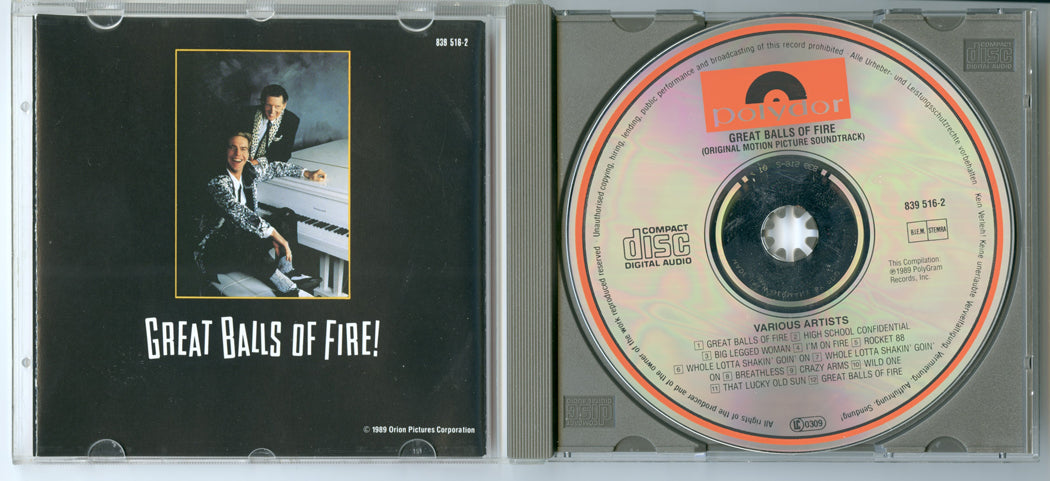 839 516-2
GREAT BALLS OF FIRE!
© 1989 Orion Pictures Corporation
Unauthorised copying, hiring, lending, public performance and broadcasting of this record prohibited
Alle Urheber- und Leistungsschutzrechte vorbehalten.
Kein Verleih! Keine unerlaubte Vervielfältigung, Vermietung, Aufführung, Sendung!
All rights of the producer and of the owner of the work reproduced reserved
polydor
GREAT BALLS OF FIRE
(ORIGINAL MOTION PICTURE SOUNDTRACK)
COMPACT
disc
DIGITAL AUDIO
839 516-2
B.I.E.M. STEMRA
This Compilation
℗1989 PolyGram
Records, Inc.
VARIOUS ARTISTS
1 GREAT BALLS OF FIRE 2 HIGH SCHOOL CONFIDENTIAL
3 BIG LEGGED WOMAN 4 I'M ON FIRE 5 ROCKET 88
6 WHOLE LOTTA SHAKIN' GOIN' ON 7 WHOLE LOTTA SHAKIN' GOIN'
ON 8 BREATHLESS 9 CRAZY ARMS 10 WILD ONE
11 THAT LUCKY OLD SUN 12 GREAT BALLS OF FIRE
LC 0309
COMPACT
disc
DIGITAL AUDIO